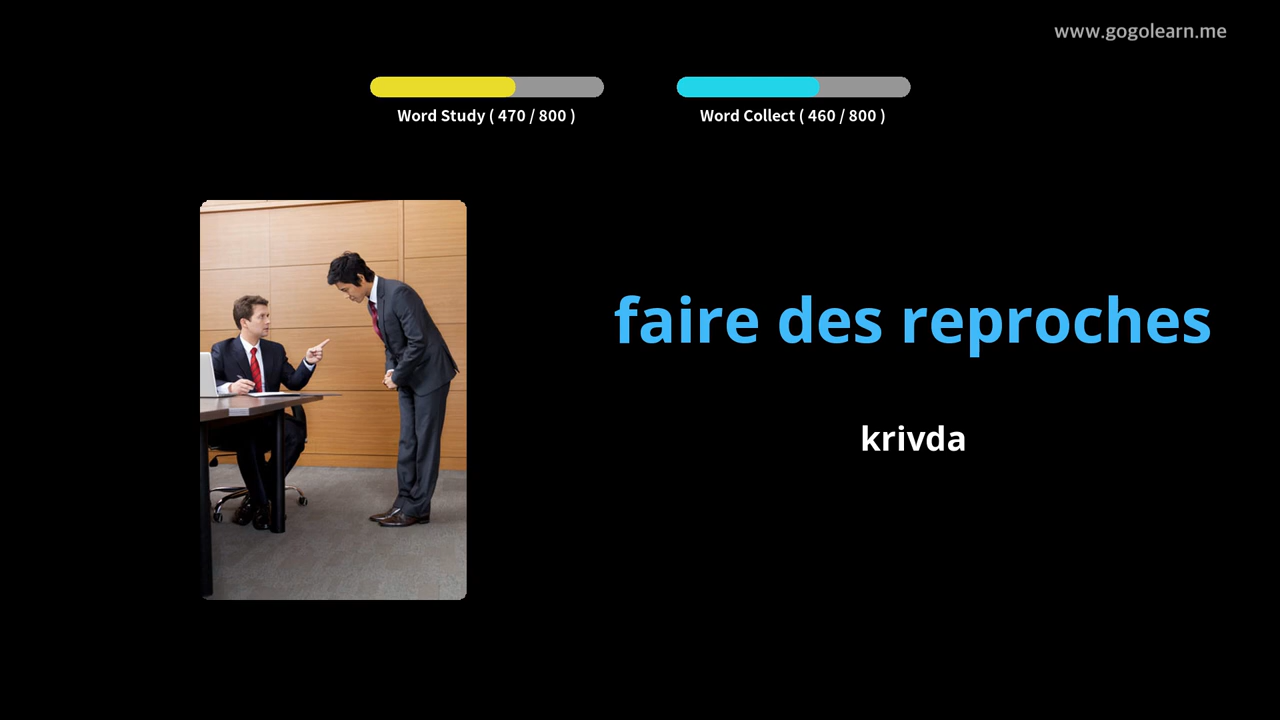 www.gogolearn.me
Word Study ( 470 / 800 )
Word Collect ( 460 / 800 )
faire des reproches
krivda